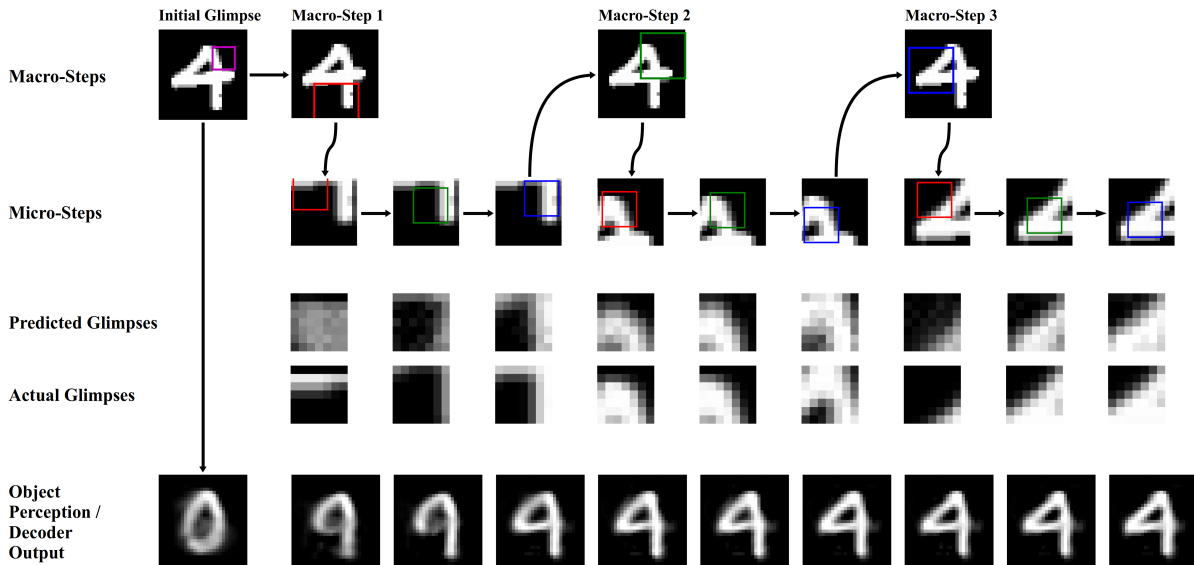 Initial Glimpse
Macro-Step 1
Macro-Step 2
Macro-Step 3
Macro-Steps
Micro-Steps
Predicted Glimpses
Actual Glimpses
Object
Perception /
Decoder
Output